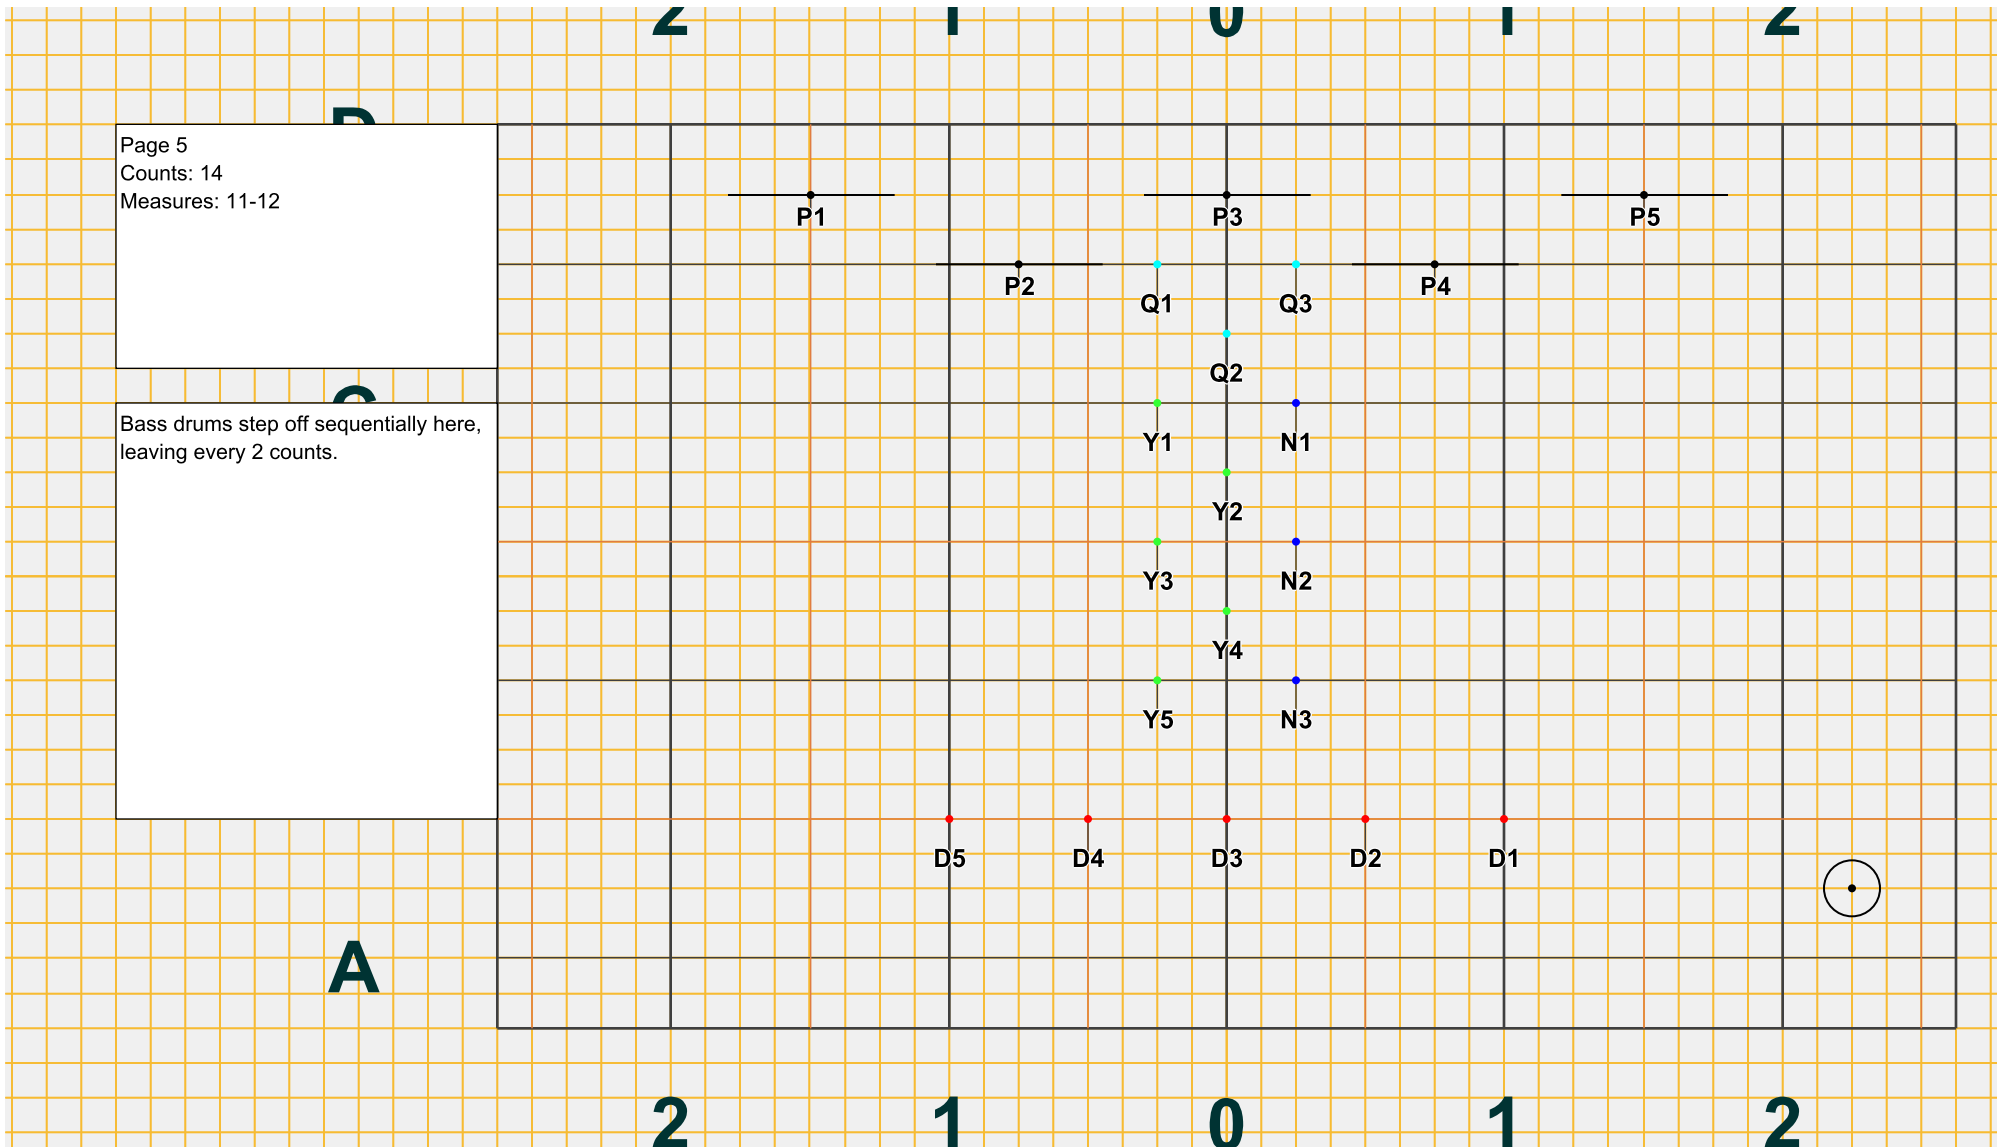 2 1 0 1 2
D
Page 5
Counts: 14
Measures: 11-12
P1 P3 P5
P2 Q1 Q3 P4
Q2
C
Bass drums step off sequentially here,
leaving every 2 counts.
Y1 N1
Y2
Y3 N2
Y4
Y5 N3
D5 D4 D3 D2 D1
A
2 1 0 1 2